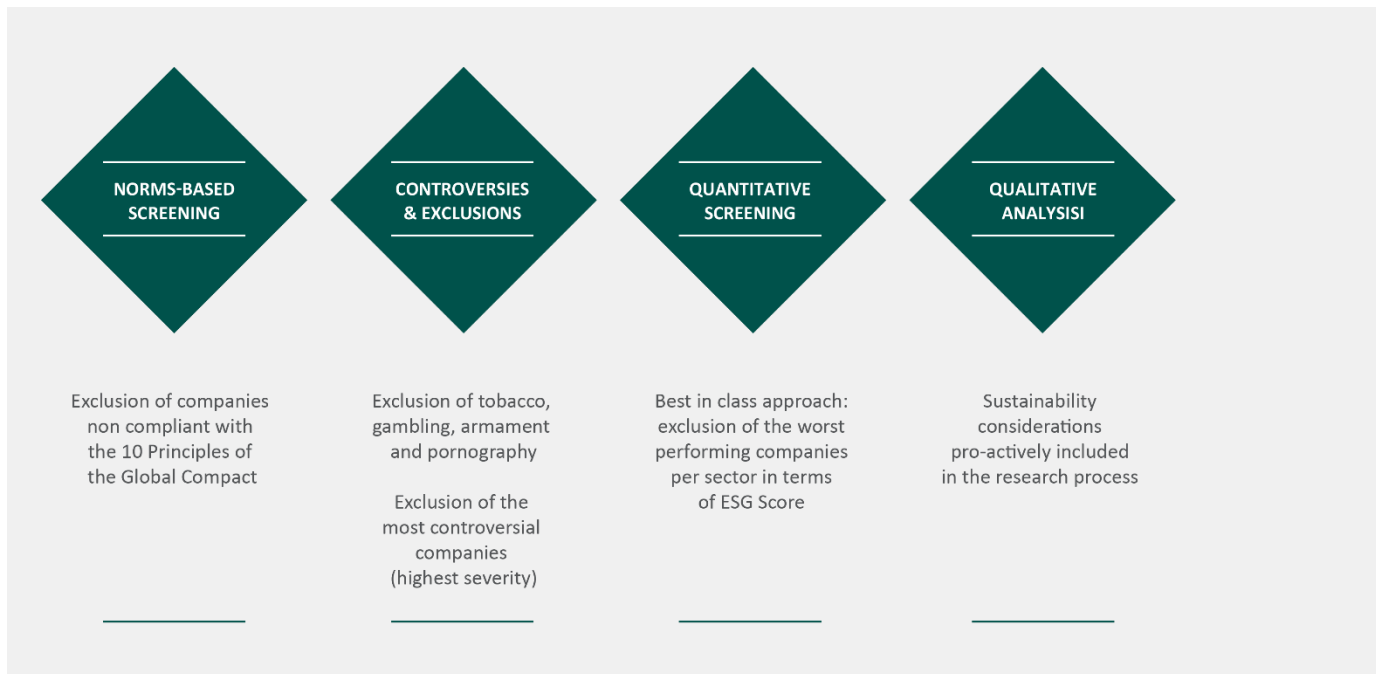 NORMS-BASED
SCREENING
CONTROVERSIES
& EXCLUSIONS
QUANTITATIVE
SCREENING
QUALITATIVE
ANALYSISI
Exclusion of companies
non compliant with
the 10 Principles of
the Global Compact
Exclusion of tobacco,
gambling, armament
and pornography
Exclusion of the
most controversial
companies
(highest severity)
Best in class approach:
exclusion of the worst
performing companies
per sector in terms
of ESG Score
Sustainability
considerations
pro-actively included
in the research process